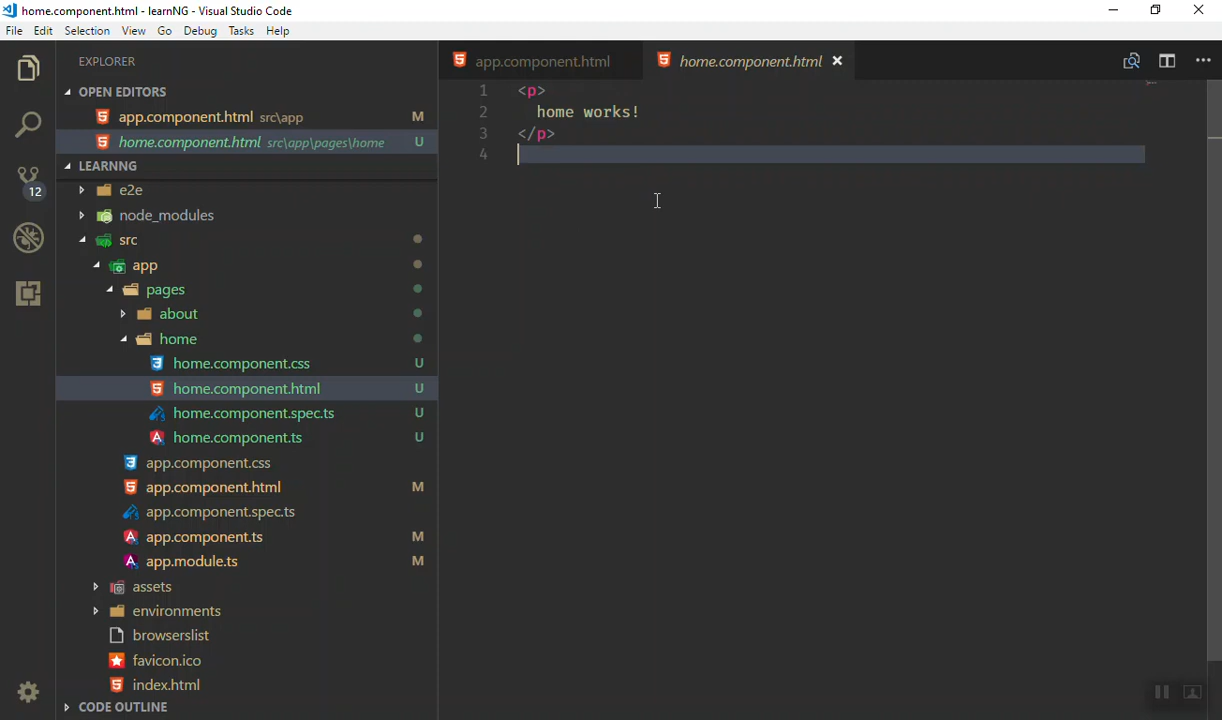 home.component.html - learnNG - Visual Studio Code
File Edit Selection View Go Debug Tasks Help
EXPLORER
OPEN EDITORS
app.component.html src\app M
home.component.html src\app\pages\home U
LEARNNG
e2e
node_modules
12
src
app
pages
about
home
home.component.css U
home.component.html U
home.component.spec.ts U
home.component.ts U
app.component.css
app.component.html M
app.component.spec.ts
app.component.ts M
app.module.ts M
assets
environments
browserslist
favicon.ico
index.html
CODE OUTLINE
app.component.html home.component.html
1 <p>
2 home works!
3 </p>
4